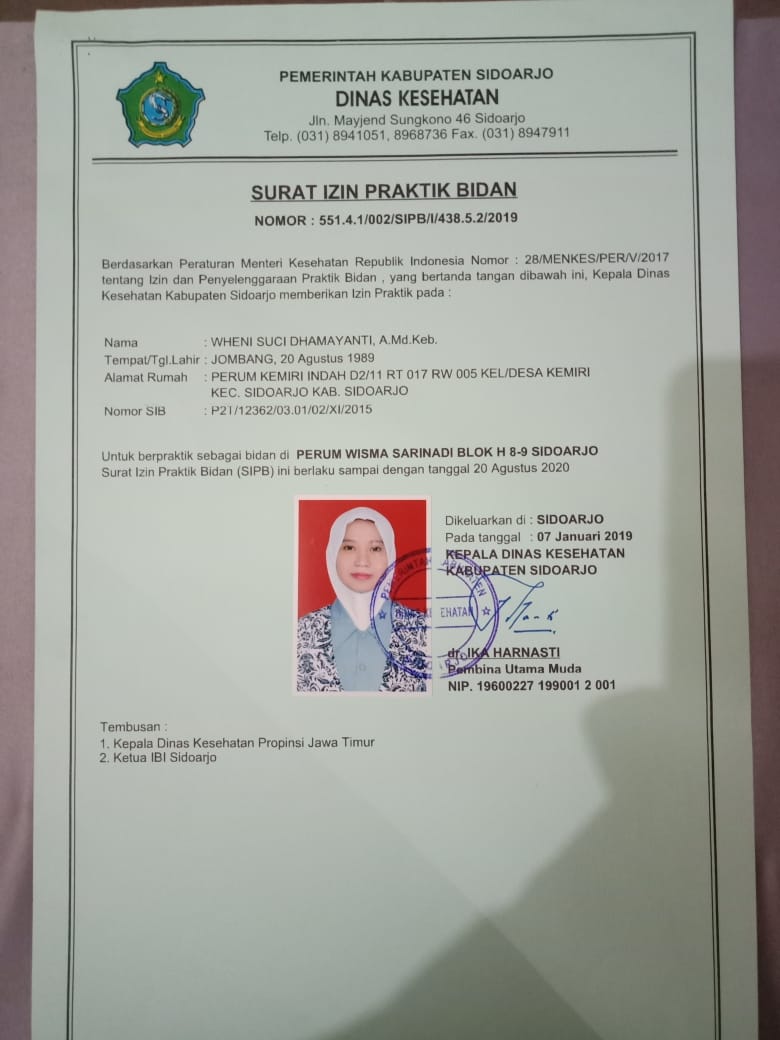 PEMERINTAH KABUPATEN SIDOARJO
DINAS KESEHATAN
Jln. Mayjend Sungkono 46 Sidoarjo
Telp. (031) 8941051, 8968736 Fax. (031) 8947911
SURAT IZIN PRAKTIK BIDAN
NOMOR : 551.4.1/002/SIPB/I/438.5.2/2019
Berdasarkan Peraturan Menteri Kesehatan Republik Indonesia Nomor : 28/MENKES/PER/V/2017
tentang Izin dan Penyelenggaraan Praktik Bidan , yang bertanda tangan dibawah ini, Kepala Dinas
Kesehatan Kabupaten Sidoarjo memberikan Izin Praktik pada :
Nama : WHENI SUCI DHAMAYANTI, A.Md.Keb.
Tempat/Tgl.Lahir : JOMBANG, 20 Agustus 1989
Alamat Rumah : PERUM KEMIRI INDAH D2/11 RT 017 RW 005 KEL/DESA KEMIRI
KEC. SIDOARJO KAB. SIDOARJO
Nomor SIB : P2T/12362/03.01/02/XI/2015
Untuk berpraktik sebagai bidan di PERUM WISMA SARINADI BLOK H 8-9 SIDOARJO
Surat Izin Praktik Bidan (SIPB) ini berlaku sampai dengan tanggal 20 Agustus 2020
Dikeluarkan di : SIDOARJO
Pada tanggal : 07 Januari 2019
KEPALA DINAS KESEHATAN
KABUPATEN SIDOARJO
dr. IKA HARNASTI
Pembina Utama Muda
NIP. 19600227 199001 2 001
Tembusan :
1. Kepala Dinas Kesehatan Propinsi Jawa Timur
2. Ketua IBI Sidoarjo